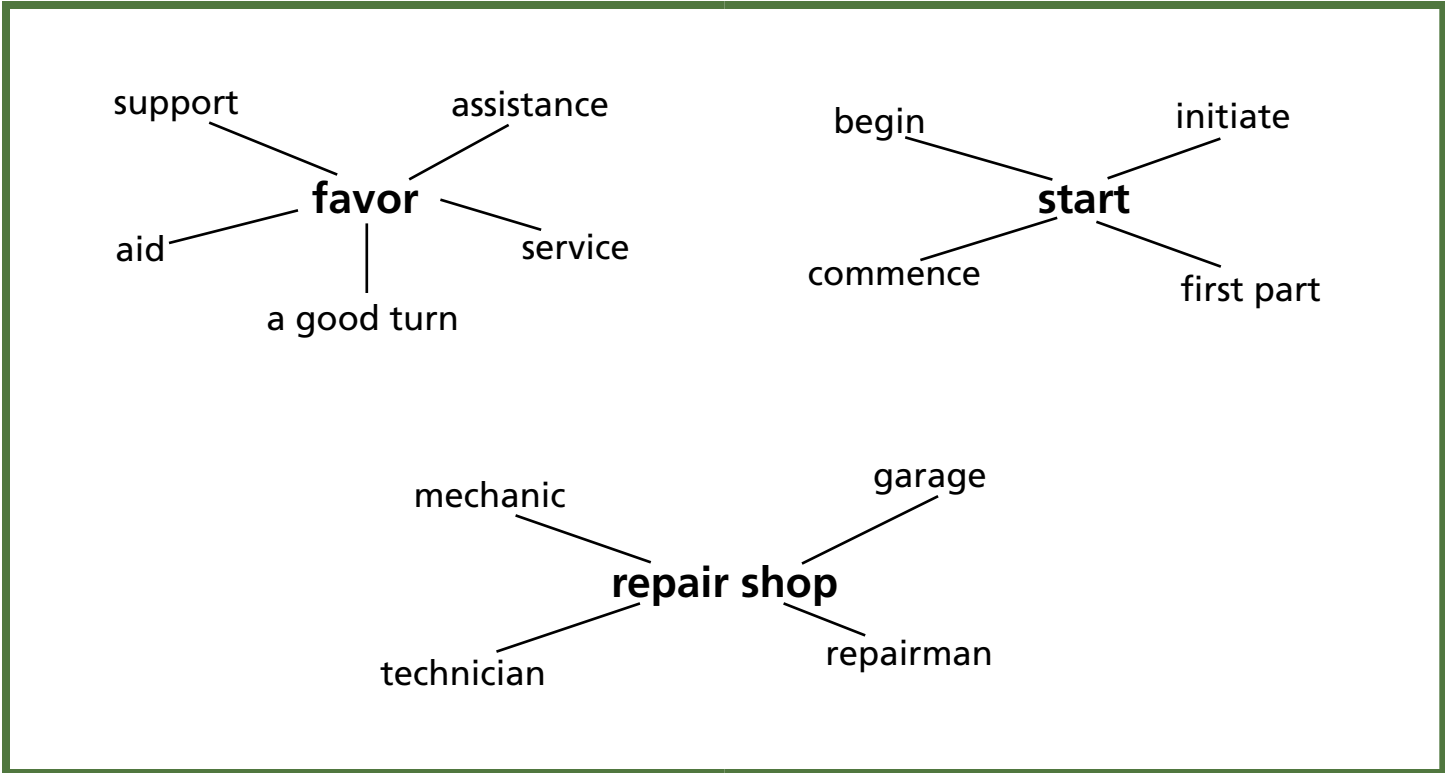 support
assistance
favor
aid
service
a good turn
begin
initiate
start
commence
first part
mechanic
garage
repair shop
technician
repairman